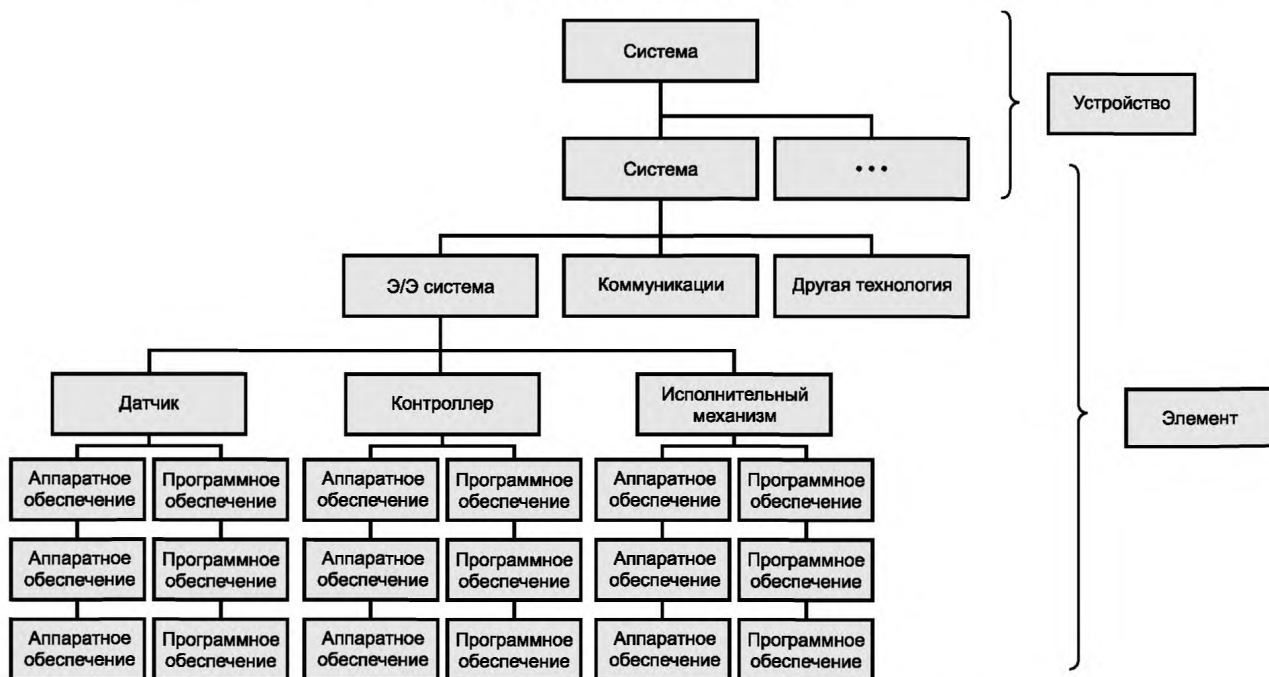 Система
Устройство
Система
•••
Э/Э система
Коммуникации
Другая технология
Датчик
Контроллер
Исполнительный
механизм
Элемент
Аппаратное
обеспечение
Программное
обеспечение
Аппаратное
обеспечение
Программное
обеспечение
Аппаратное
обеспечение
Программное
обеспечение
Аппаратное
обеспечение
Программное
обеспечение
Аппаратное
обеспечение
Программное
обеспечение
Аппаратное
обеспечение
Программное
обеспечение
Аппаратное
обеспечение
Программное
обеспечение
Аппаратное
обеспечение
Программное
обеспечение
Аппаратное
обеспечение
Программное
обеспечение